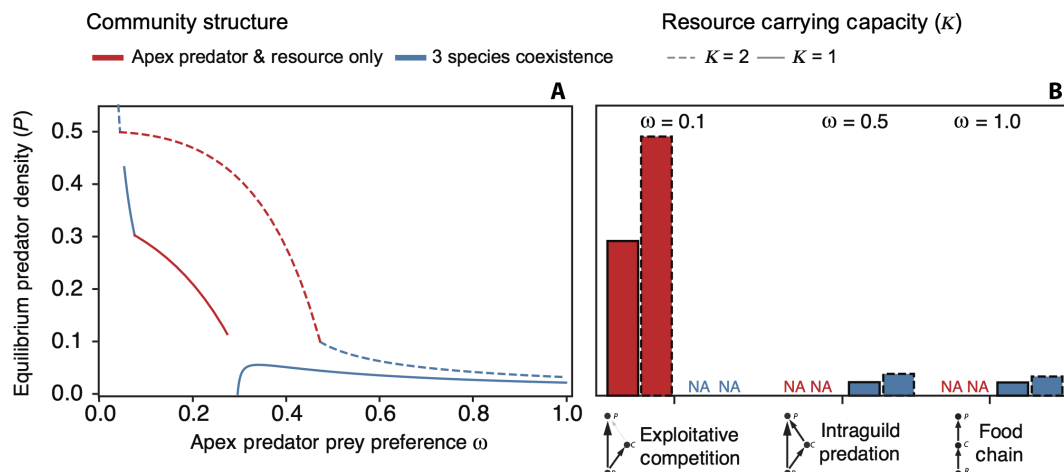 Community structure
Resource carrying capacity (K)
Apex predator & resource only
3 species coexistence
K = 2
K = 1
A
Equilibrium predator density (P)
0.5
0.4
0.3
0.2
0.1
0.0
0.0 0.2 0.4 0.6 0.8 1.0
Apex predator prey preference ω
B
ω = 0.1 ω = 0.5 ω = 1.0
NA NA NA NA NA NA
P
C
Exploitative
competition
P
C
Intraguild
predation
P
C
Food
chain